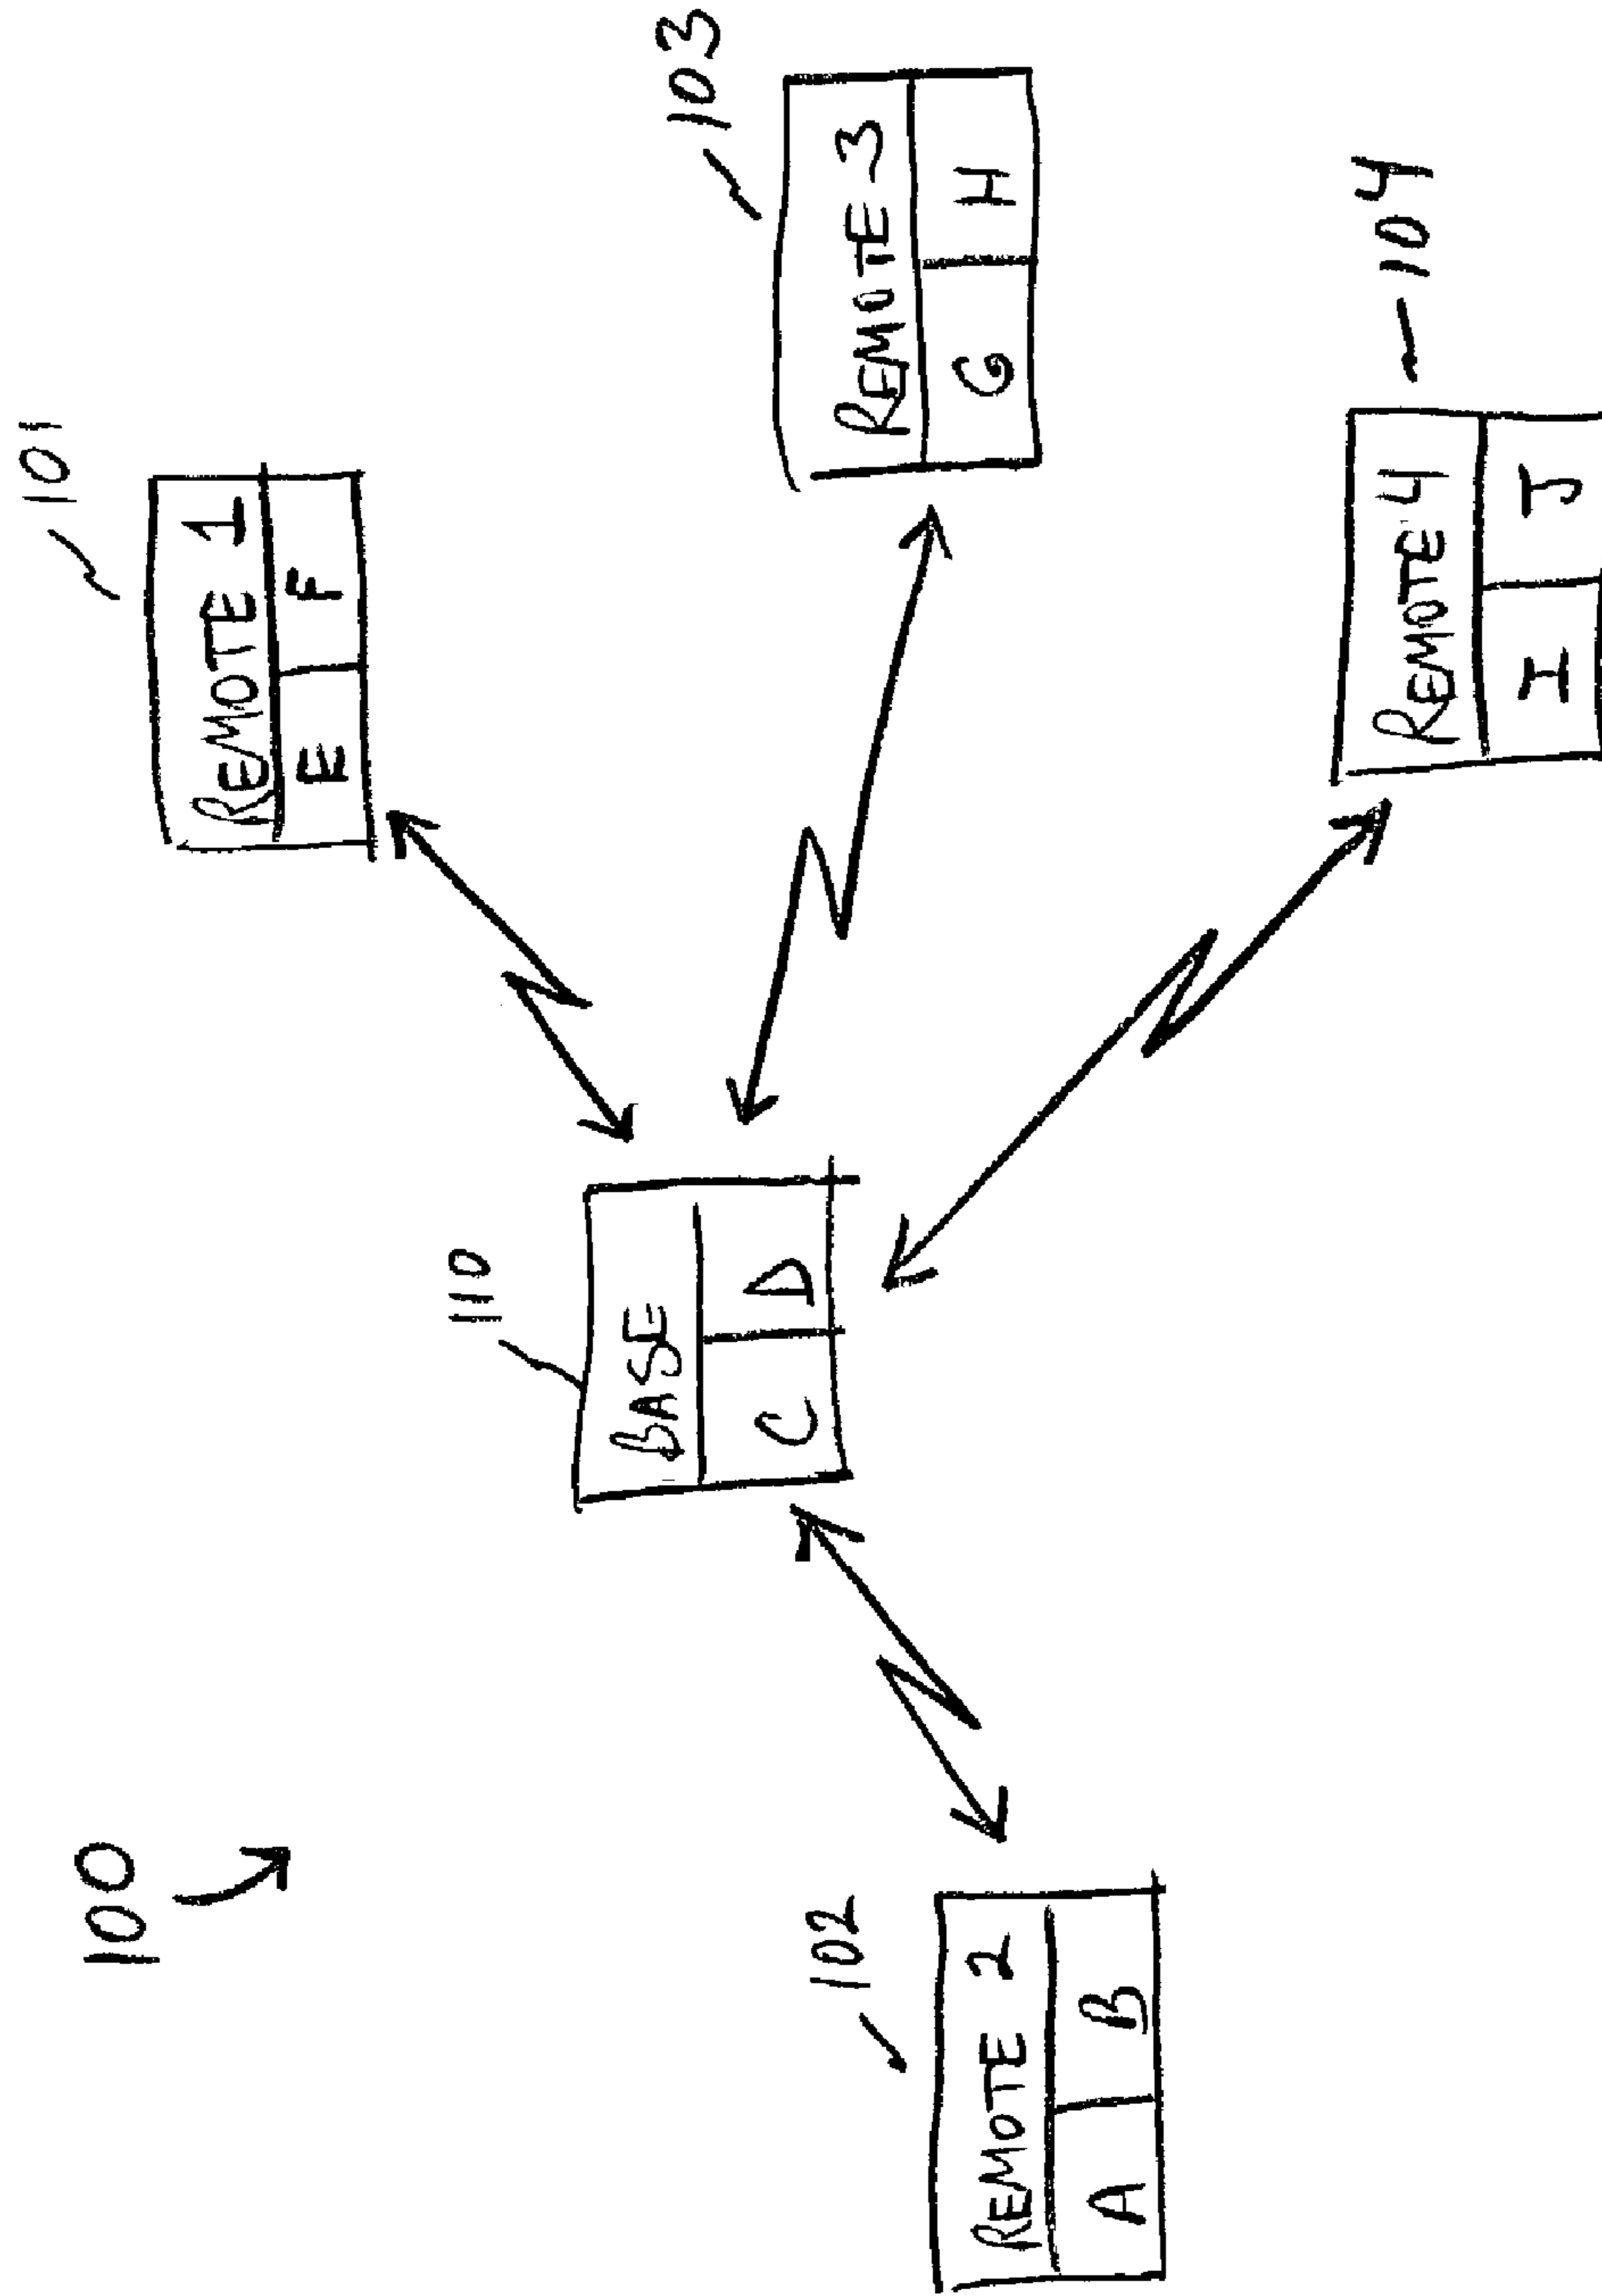 100
101
REMOTE 1
E F
103
REMOTE 3
G H
110
BASE
C D
102
REMOTE 2
A B
104
REMOTE 4
I J